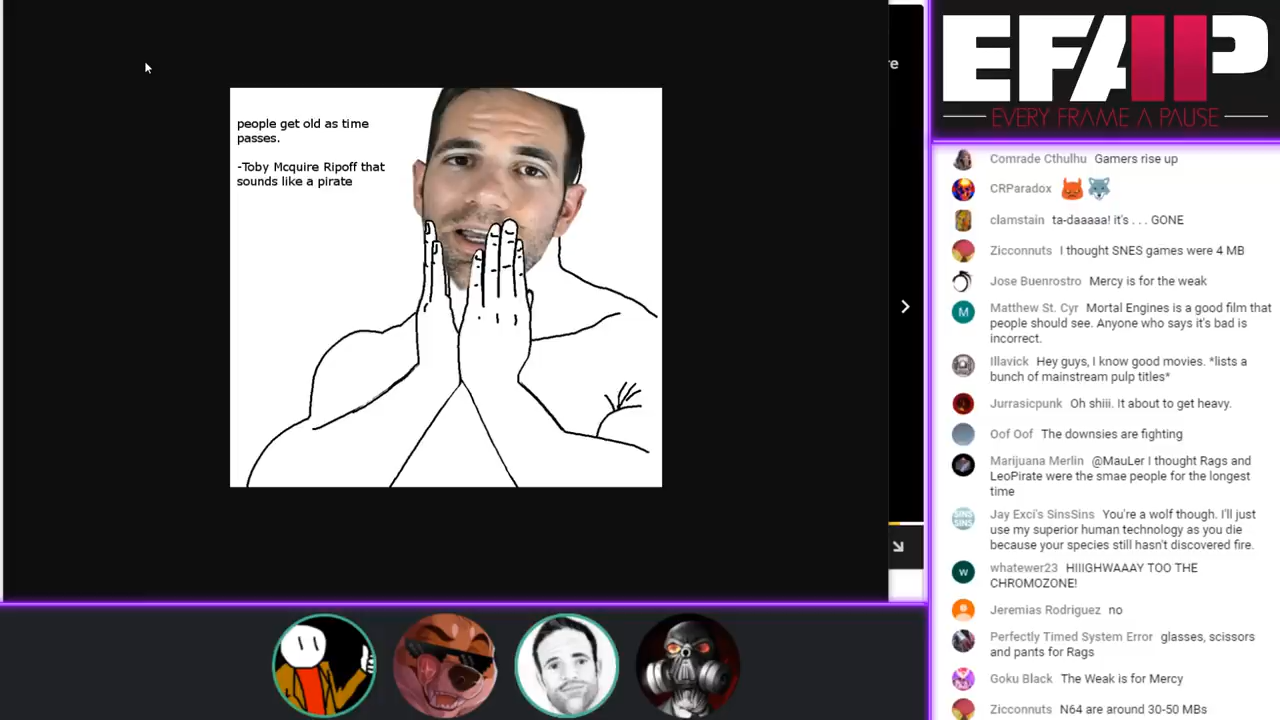 people get old as time
passes.
-Toby Mcquire Ripoff that
sounds like a pirate
re
EFAP
EVERY FRAME A PAUSE
Comrade Cthulhu Gamers rise up
CRParadox
clamstain ta-daaaaa! it's . . . GONE
Zicconnuts I thought SNES games were 4 MB
Jose Buenrostro Mercy is for the weak
M
Matthew St. Cyr Mortal Engines is a good film that
people should see. Anyone who says it's bad is
incorrect.
Illavick Hey guys, I know good movies. *lists a
bunch of mainstream pulp titles*
Jurrasicpunk Oh shiii. It about to get heavy.
Oof Oof The downsies are fighting
Marijuana Merlin @MauLer I thought Rags and
LeoPirate were the smae people for the longest
time
SINS
SINS
Jay Exci's SinsSins You're a wolf though. I'll just
use my superior human technology as you die
because your species still hasn't discovered fire.
w
whatewer23 HIIIGHWAAAY TOO THE
CHROMOZONE!
Jeremias Rodriguez no
Perfectly Timed System Error glasses, scissors
and pants for Rags
Goku Black The Weak is for Mercy
Zicconnuts N64 are around 30-50 MBs